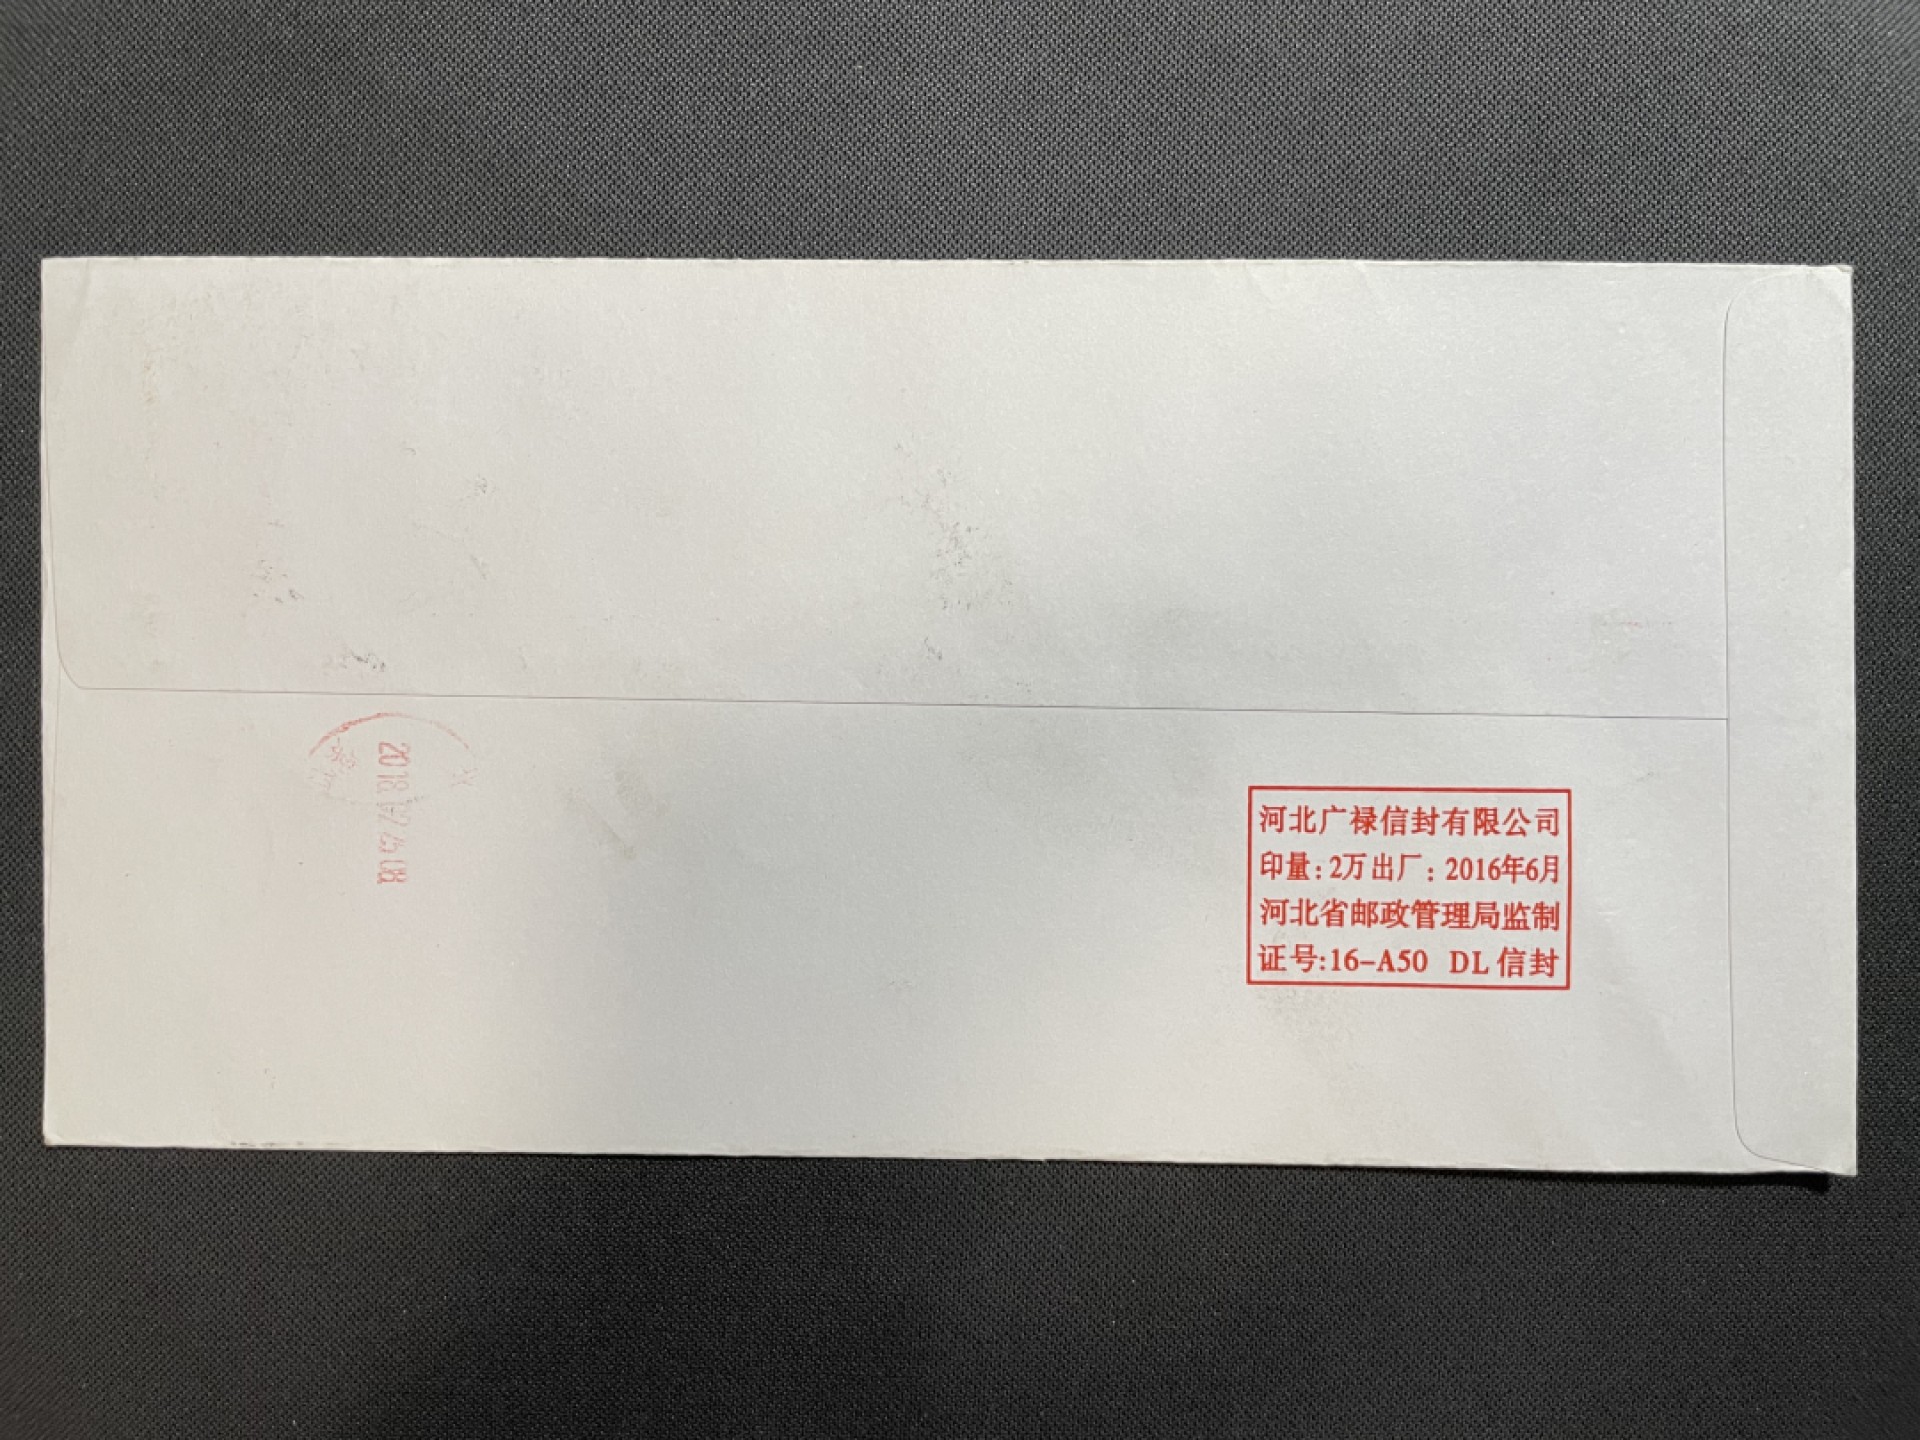 河北广禄信封有限公司
印量:2万出厂:2016年6月
河北省邮政管理局监制
证号:16-A50 DL信封